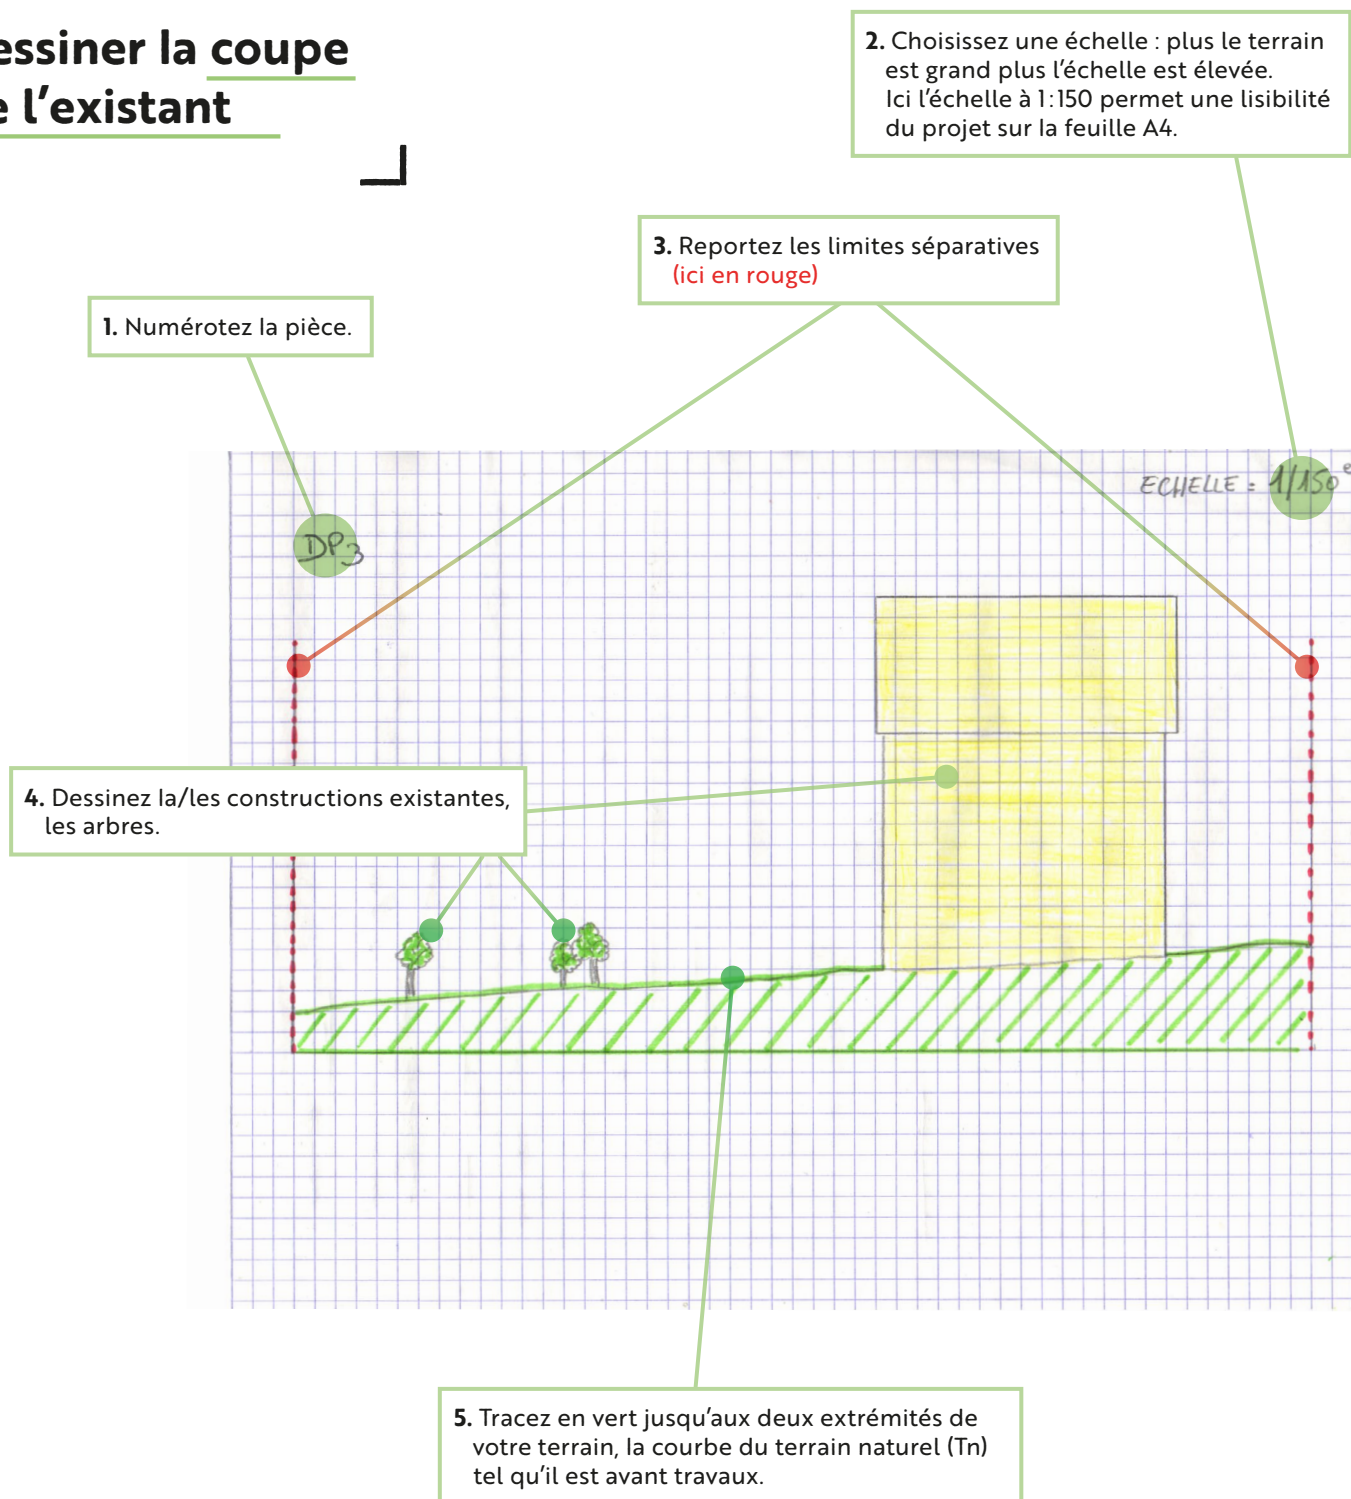 essiner la coupe
e l'existant
2. Choisissez une échelle : plus le terrain
est grand plus l'échelle est élevée.
Ici l'échelle à 1:150 permet une lisibilité
du projet sur la feuille A4.
3. Reportez les limites séparatives
(ici en rouge)
1. Numérotez la pièce.
ECHELLE = 1/150e
DP3
4. Dessinez la/les constructions existantes,
les arbres.
5. Tracez en vert jusqu'aux deux extrémités de
votre terrain, la courbe du terrain naturel (Tn)
tel qu'il est avant travaux.